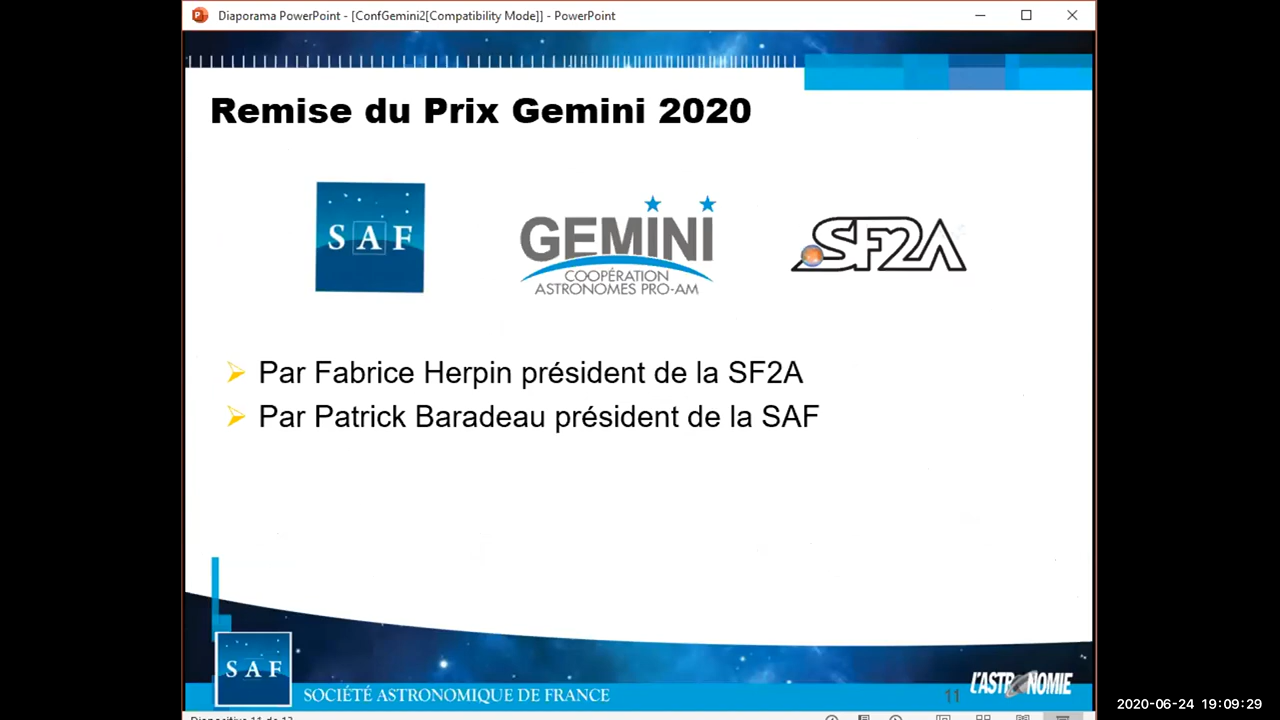 Diaporama PowerPoint - [ConfGemini2[Compatibility Mode]] - PowerPoint
Remise du Prix Gemini 2020
SAF
GEMINI
COOPÉRATION
ASTRONOMES PRO-AM
SF2A
Par Fabrice Herpin président de la SF2A
Par Patrick Baradeau président de la SAF
SAF
SOCIÉTÉ ASTRONOMIQUE DE FRANCE
11
L'ASTRONOMIE
2020-06-24 19:09:29